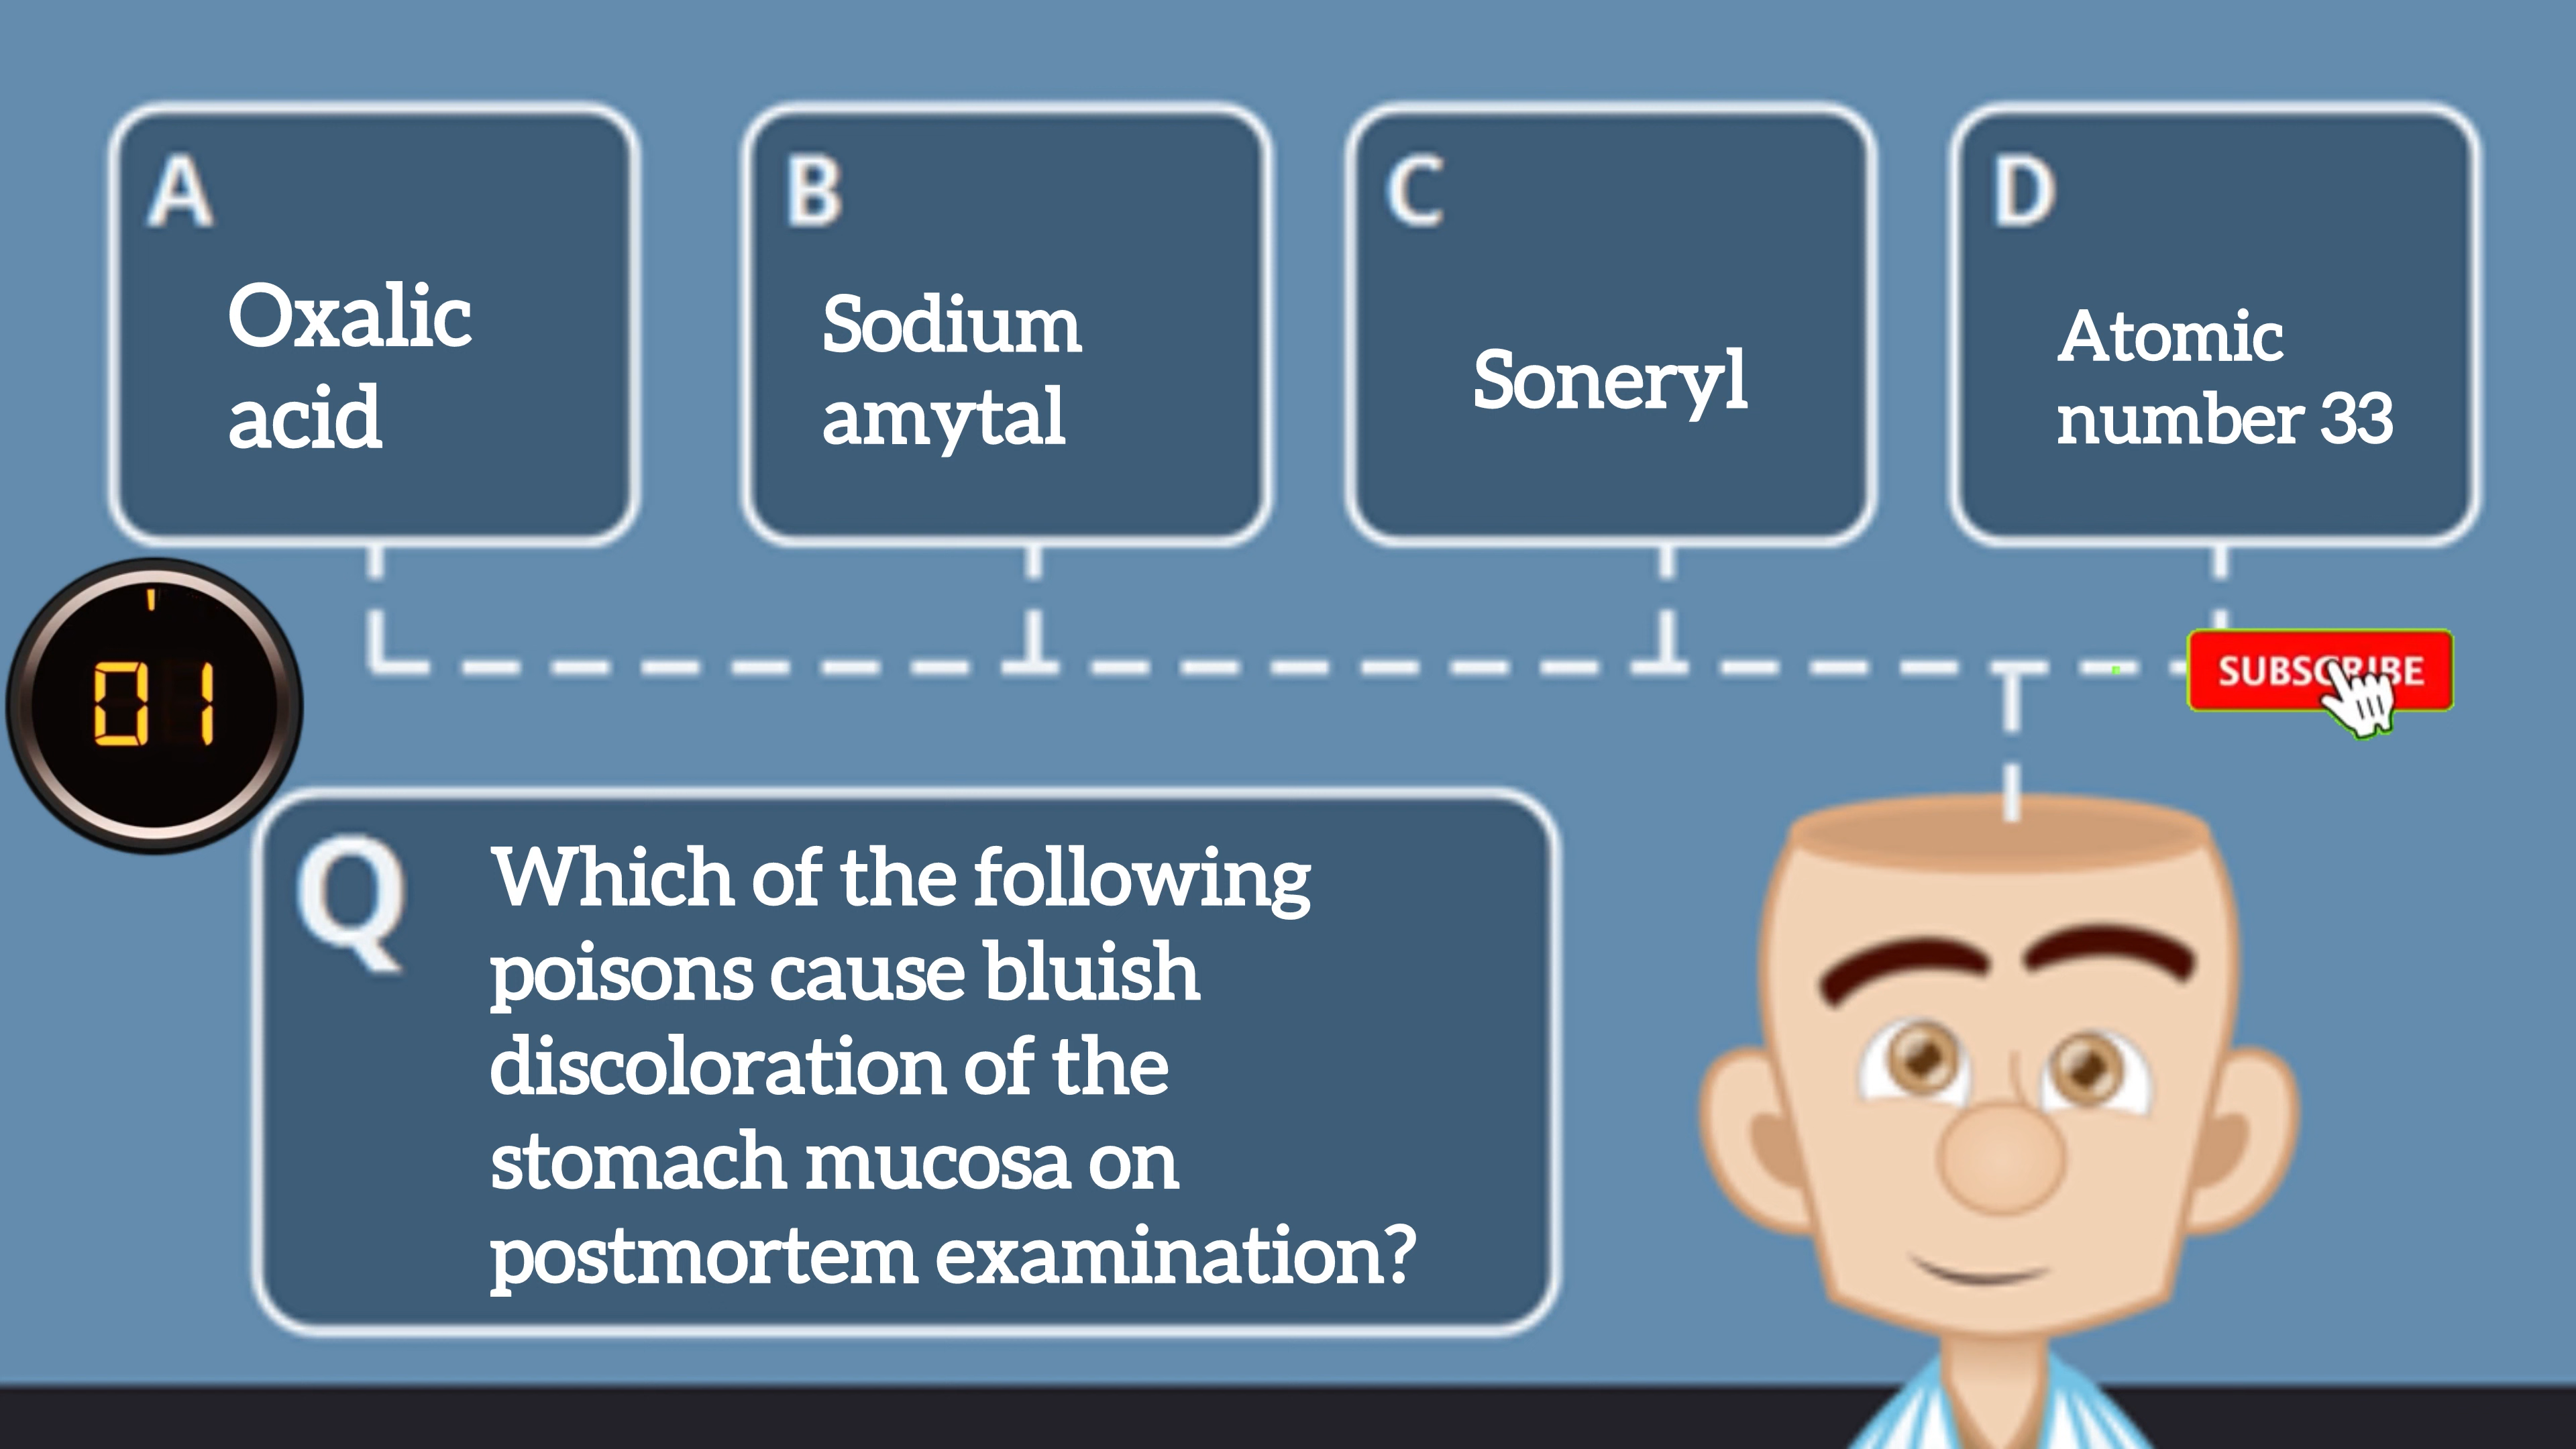 A
Oxalic
acid
B
Sodium
amytal
C
Soneryl
D
Atomic
number 33
01
SUBSCRIBE
Q
Which of the following
poisons cause bluish
discoloration of the
stomach mucosa on
postmortem examination?